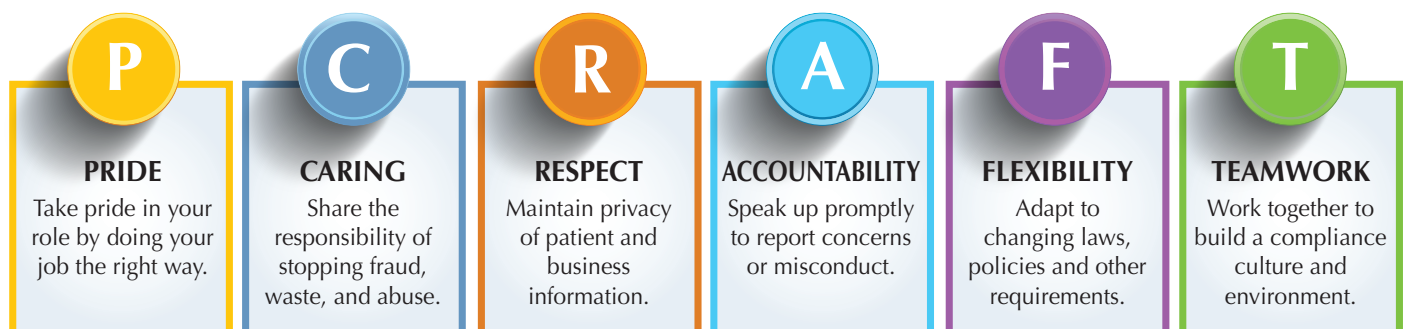 P
PRIDE
Take pride in your
role by doing your
job the right way.
C
CARING
Share the
responsibility of
stopping fraud,
waste, and abuse.
R
RESPECT
Maintain privacy
of patient and
business
information.
A
ACCOUNTABILITY
Speak up promptly
to report concerns
or misconduct.
F
FLEXIBILITY
Adapt to
changing laws,
policies and other
requirements.
T
TEAMWORK
Work together to
build a compliance
culture and
environment.